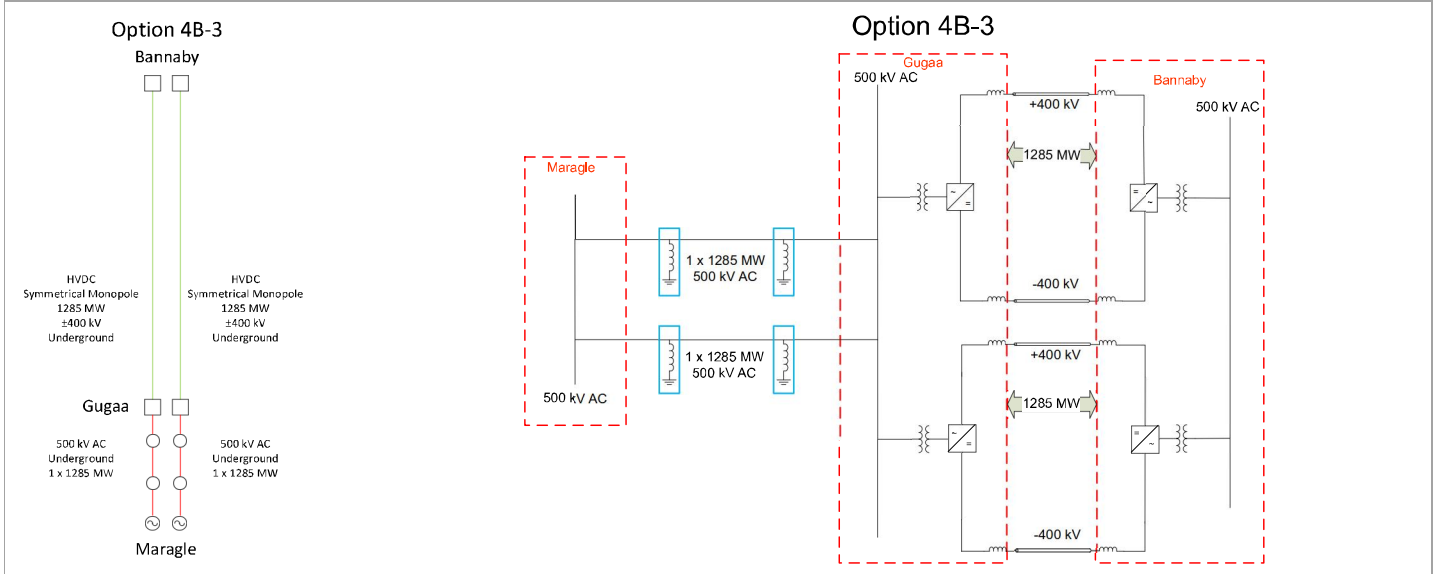 Option 4B-3
Bannaby
HVDC
Symmetrical Monopole
1285 MW
±400 kV
Underground
HVDC
Symmetrical Monopole
1285 MW
±400 kV
Underground
Gugaa
500 kV AC
Underground
1 x 1285 MW
500 kV AC
Underground
1 x 1285 MW
Maragle
Option 4B-3
Maragle
500 kV AC
1 x 1285 MW
500 kV AC
1 x 1285 MW
500 kV AC
Gugaa
500 kV AC
+400 kV
1285 MW
-400 kV
+400 kV
1285 MW
-400 kV
Bannaby
500 kV AC